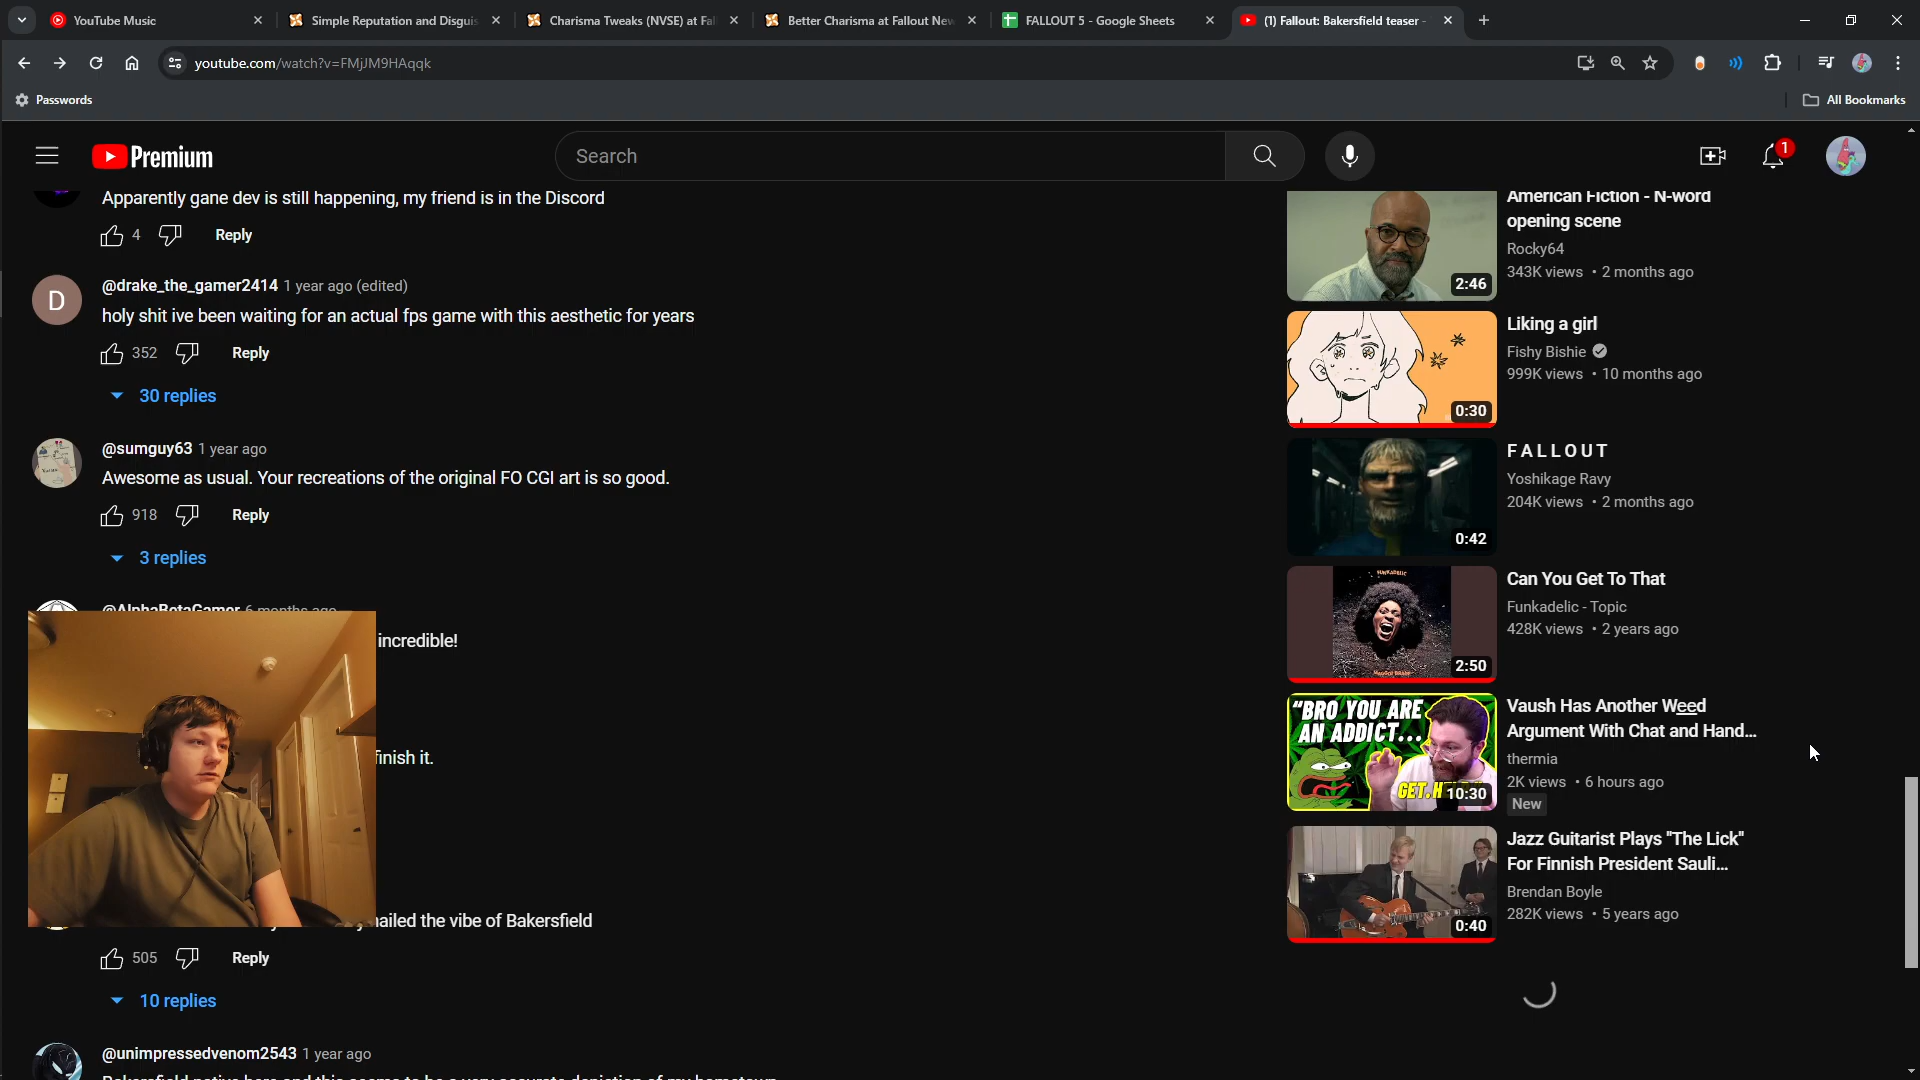 YouTube Music
Simple Reputation and Disguis
Charisma Tweaks (NVSE) at Fal
Better Charisma at Fallout New
FALLOUT 5 - Google Sheets
(1) Fallout: Bakersfield teaser -
youtube.com/watch?v=FMjJM9HAqqk
Passwords
All Bookmarks
Premium
Search
1
Apparently gane dev is still happening, my friend is in the Discord
4 Reply
D
@drake_the_gamer2414 1 year ago (edited)
holy shit ive been waiting for an actual fps game with this aesthetic for years
352 Reply
30 replies
@sumguy63 1 year ago
Awesome as usual. Your recreations of the original FO CGI art is so good.
918 Reply
3 replies
@AlphaBetaGamer 6 months ago
incredible!
finish it.
nailed the vibe of Bakersfield
505 Reply
10 replies
@unimpressedvenom2543 1 year ago
American Fiction - N-word
opening scene
Rocky64
343K views • 2 months ago
2:46
Liking a girl
Fishy Bishie
999K views • 10 months ago
0:30
FALLOUT
Yoshikage Ravy
204K views • 2 months ago
0:42
FUNKADELIC
MAGGOT BRAIN
Can You Get To That
Funkadelic - Topic
428K views • 2 years ago
2:50
"BRO YOU ARE
AN ADDICT...
GET.
10:30
Vaush Has Another Weed
Argument With Chat and Hand...
thermia
2K views • 6 hours ago
New
Jazz Guitarist Plays "The Lick"
For Finnish President Sauli...
Brendan Boyle
282K views • 5 years ago
0:40